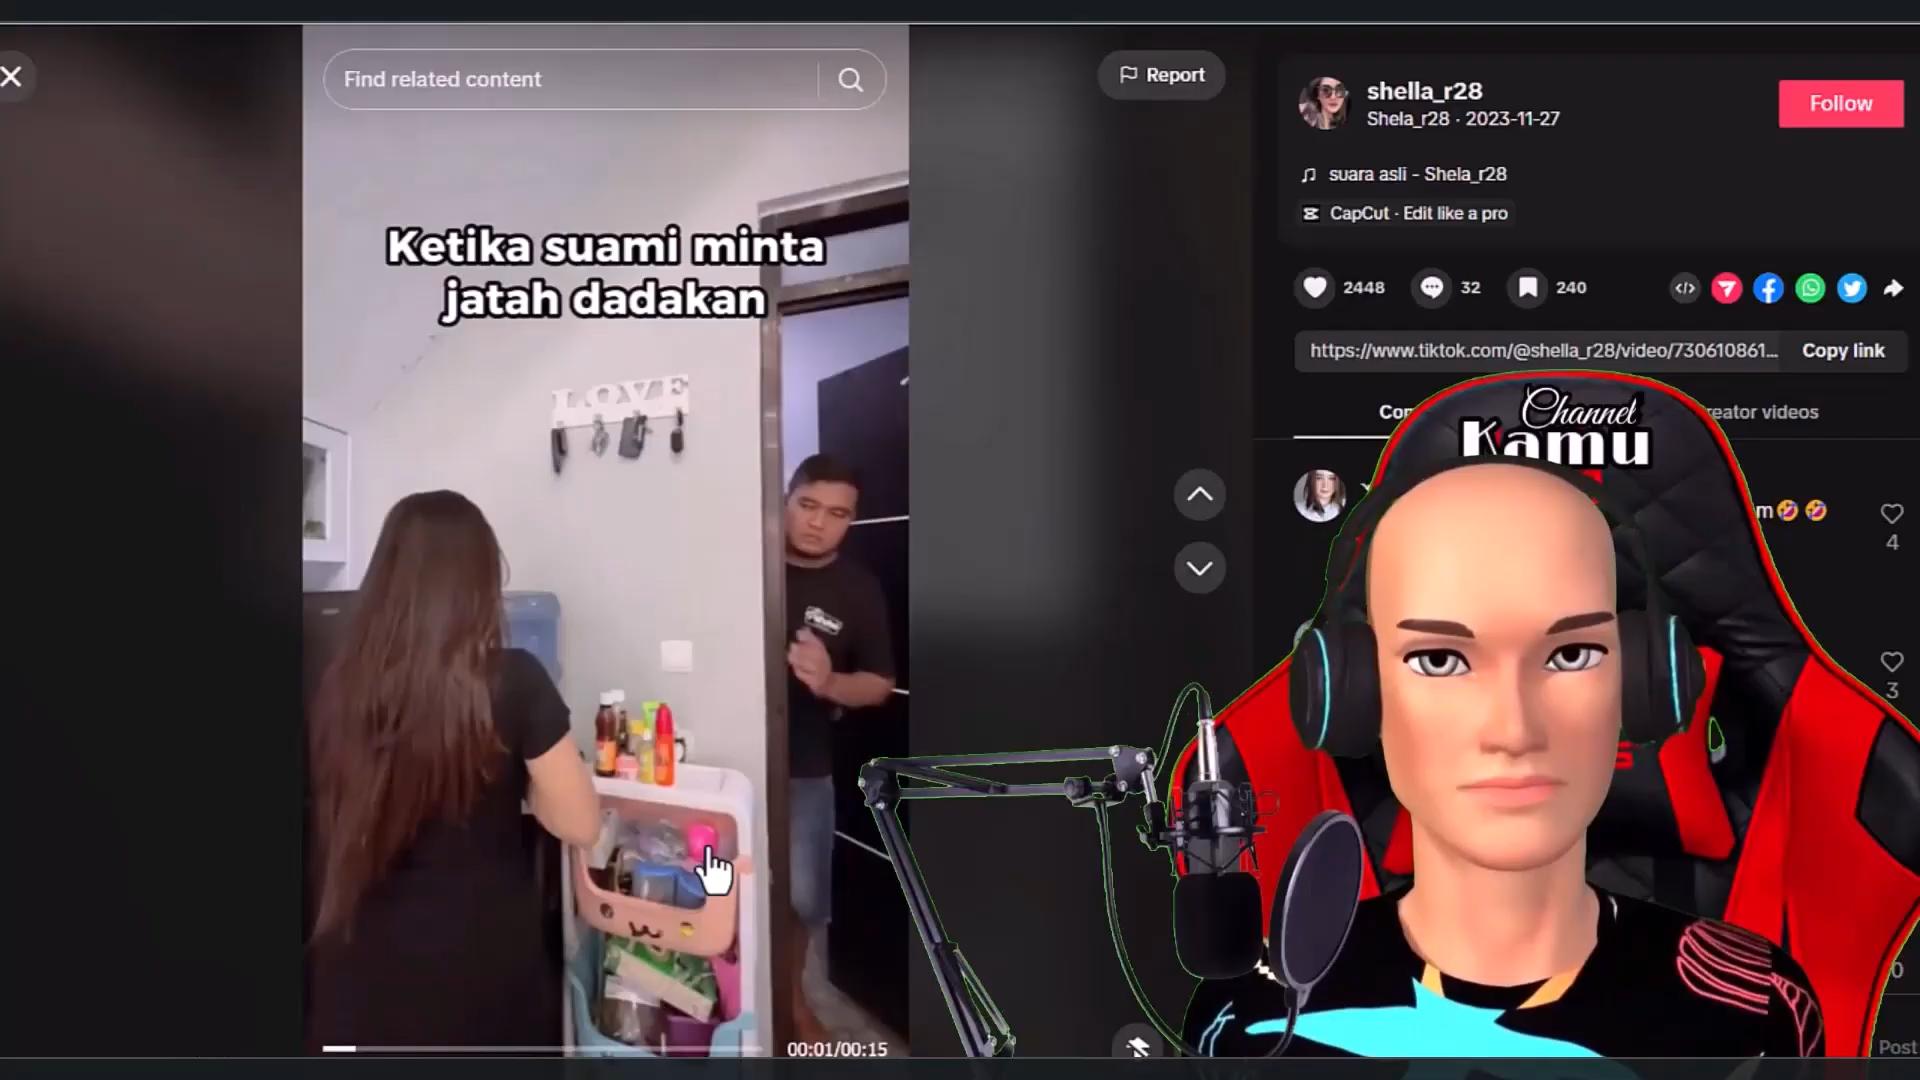 Find related content
Report
shella_r28
Shela_r28 · 2023-11-27
Follow
suara asli - Shela_r28
CapCut · Edit like a pro
2448
32
240
https://www.tiktok.com/@shella_r28/video/730610861...
Copy link
Ketika suami minta
jatah dadakan
LOVE
Channel
Kamu
creator videos
4
3
00:01/00:15
Post